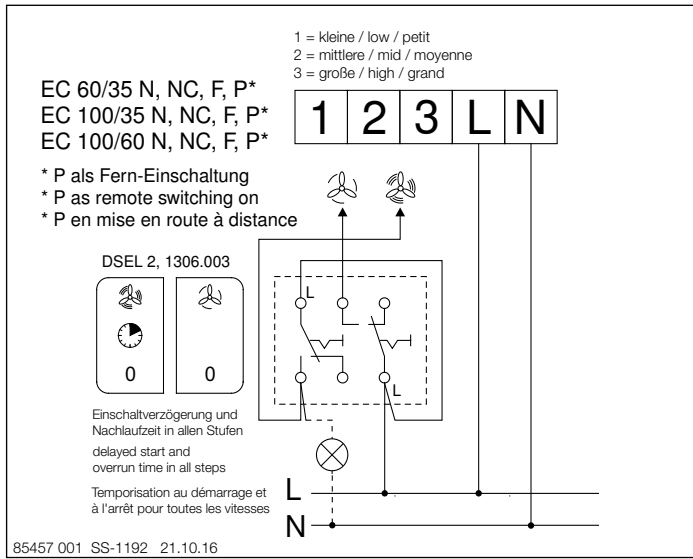 1 = kleine / low / petit
2 = mittlere / mid / moyenne
3 = große / high / grand
EC 60/35 N, NC, F, P*
EC 100/35 N, NC, F, P*
EC 100/60 N, NC, F, P*
1 2 3 L N
* P als Fern-Einschaltung
* P as remote switching on
* P en mise en route à distance
DSEL 2, 1306.003
L
0 0
L
Einschaltverzögerung und
Nachlaufzeit in allen Stufen
delayed start and
overrun time in all steps
Temporisation au démarrage et
à l'arrêt pour toutes les vitesses
L
N
85457 001 SS-1192 21.10.16